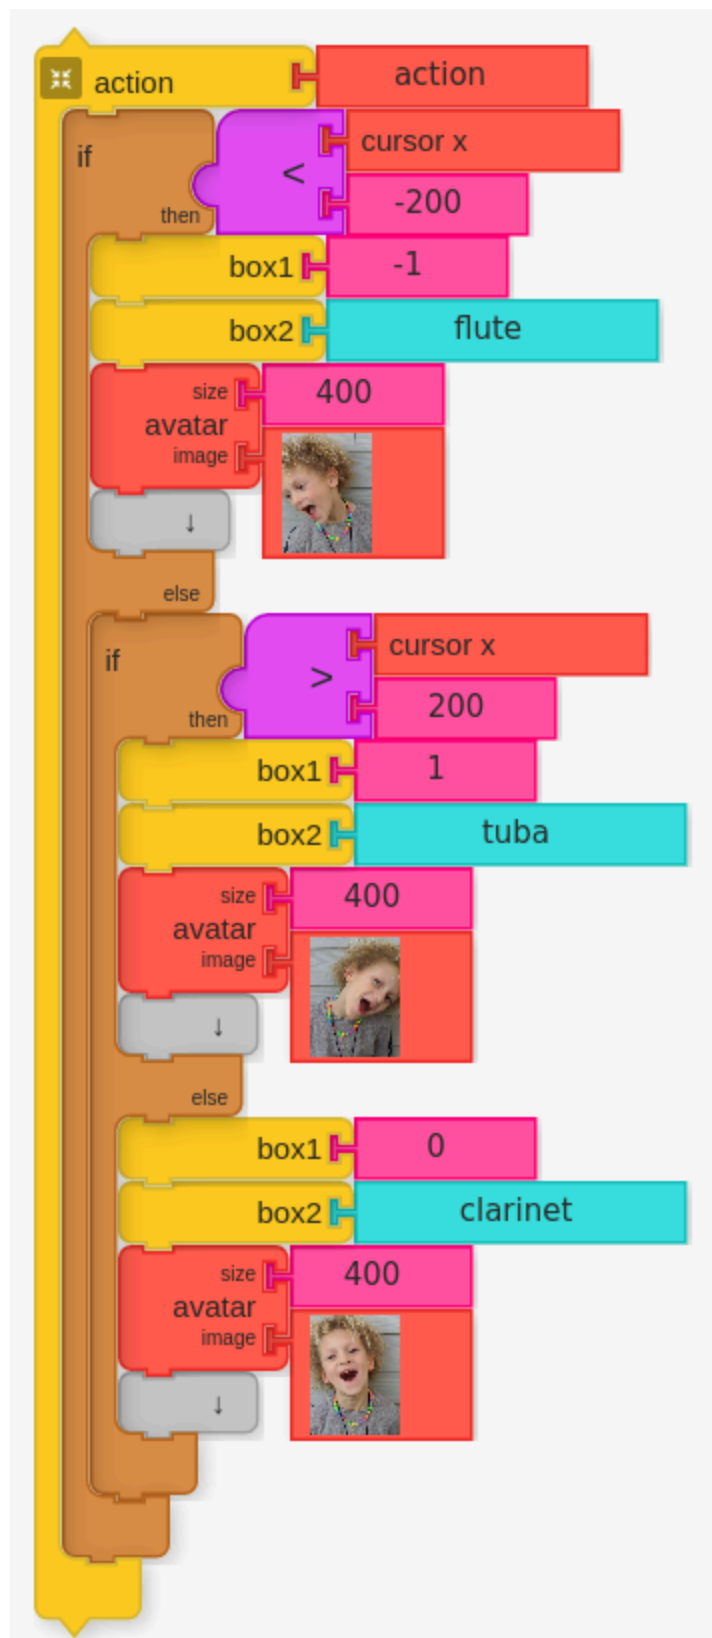 action action
if < cursor x
then -200
box1 -1
box2 flute
size 400
avatar
image
↓
else
if > cursor x
then 200
box1 1
box2 tuba
size 400
avatar
image
↓
else
box1 0
box2 clarinet
size 400
avatar
image
↓